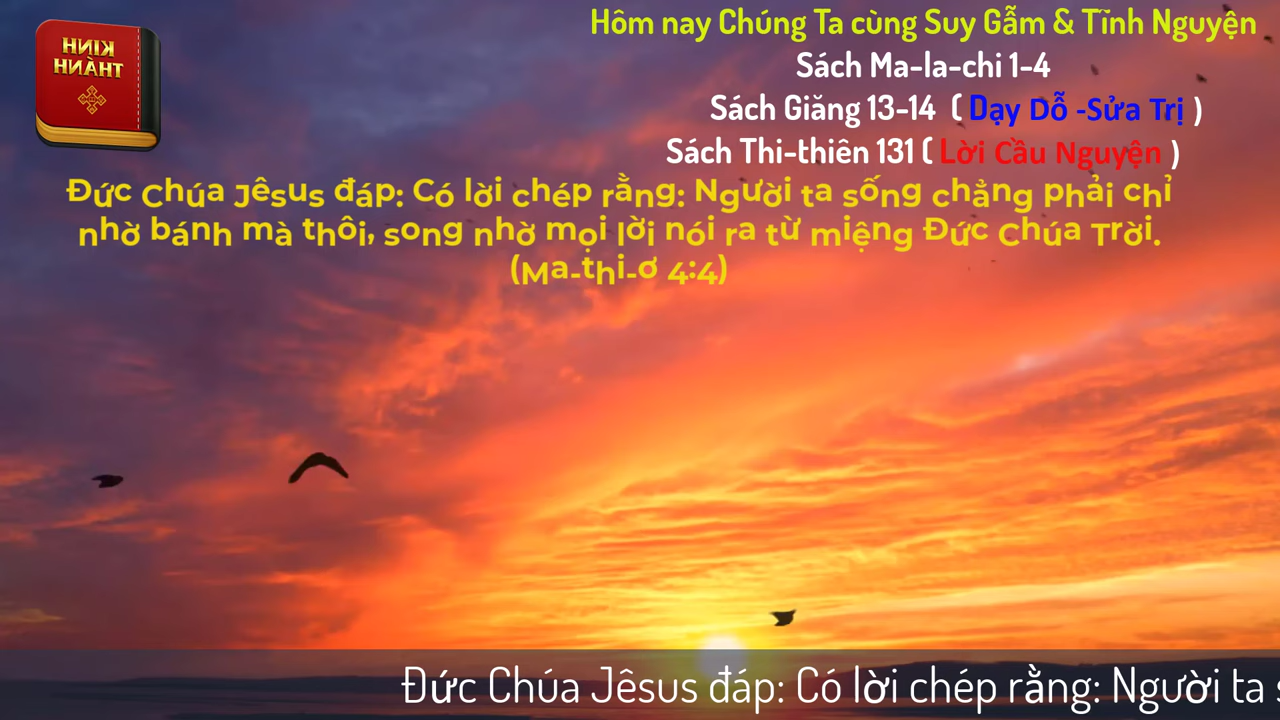 KINH
THÀNH
Hôm nay Chúng Ta cùng Suy Gẫm & Tĩnh Nguyện
Sách Ma-la-chi 1-4
Sách Giăng 13-14 ( Dạy Dỗ -Sửa Trị )
Sách Thi-thiên 131 ( Lời Cầu Nguyện )
Đức Chúa Jêsus đáp: Có lời chép rằng: Người ta sống chẳng phải chỉ
nhờ bánh mà thôi, song nhờ mọi lời nói ra từ miệng Đức Chúa Trời.
(Ma-thi-ơ 4:4)
Đức Chúa Jêsus đáp: Có lời chép rằng: Người ta